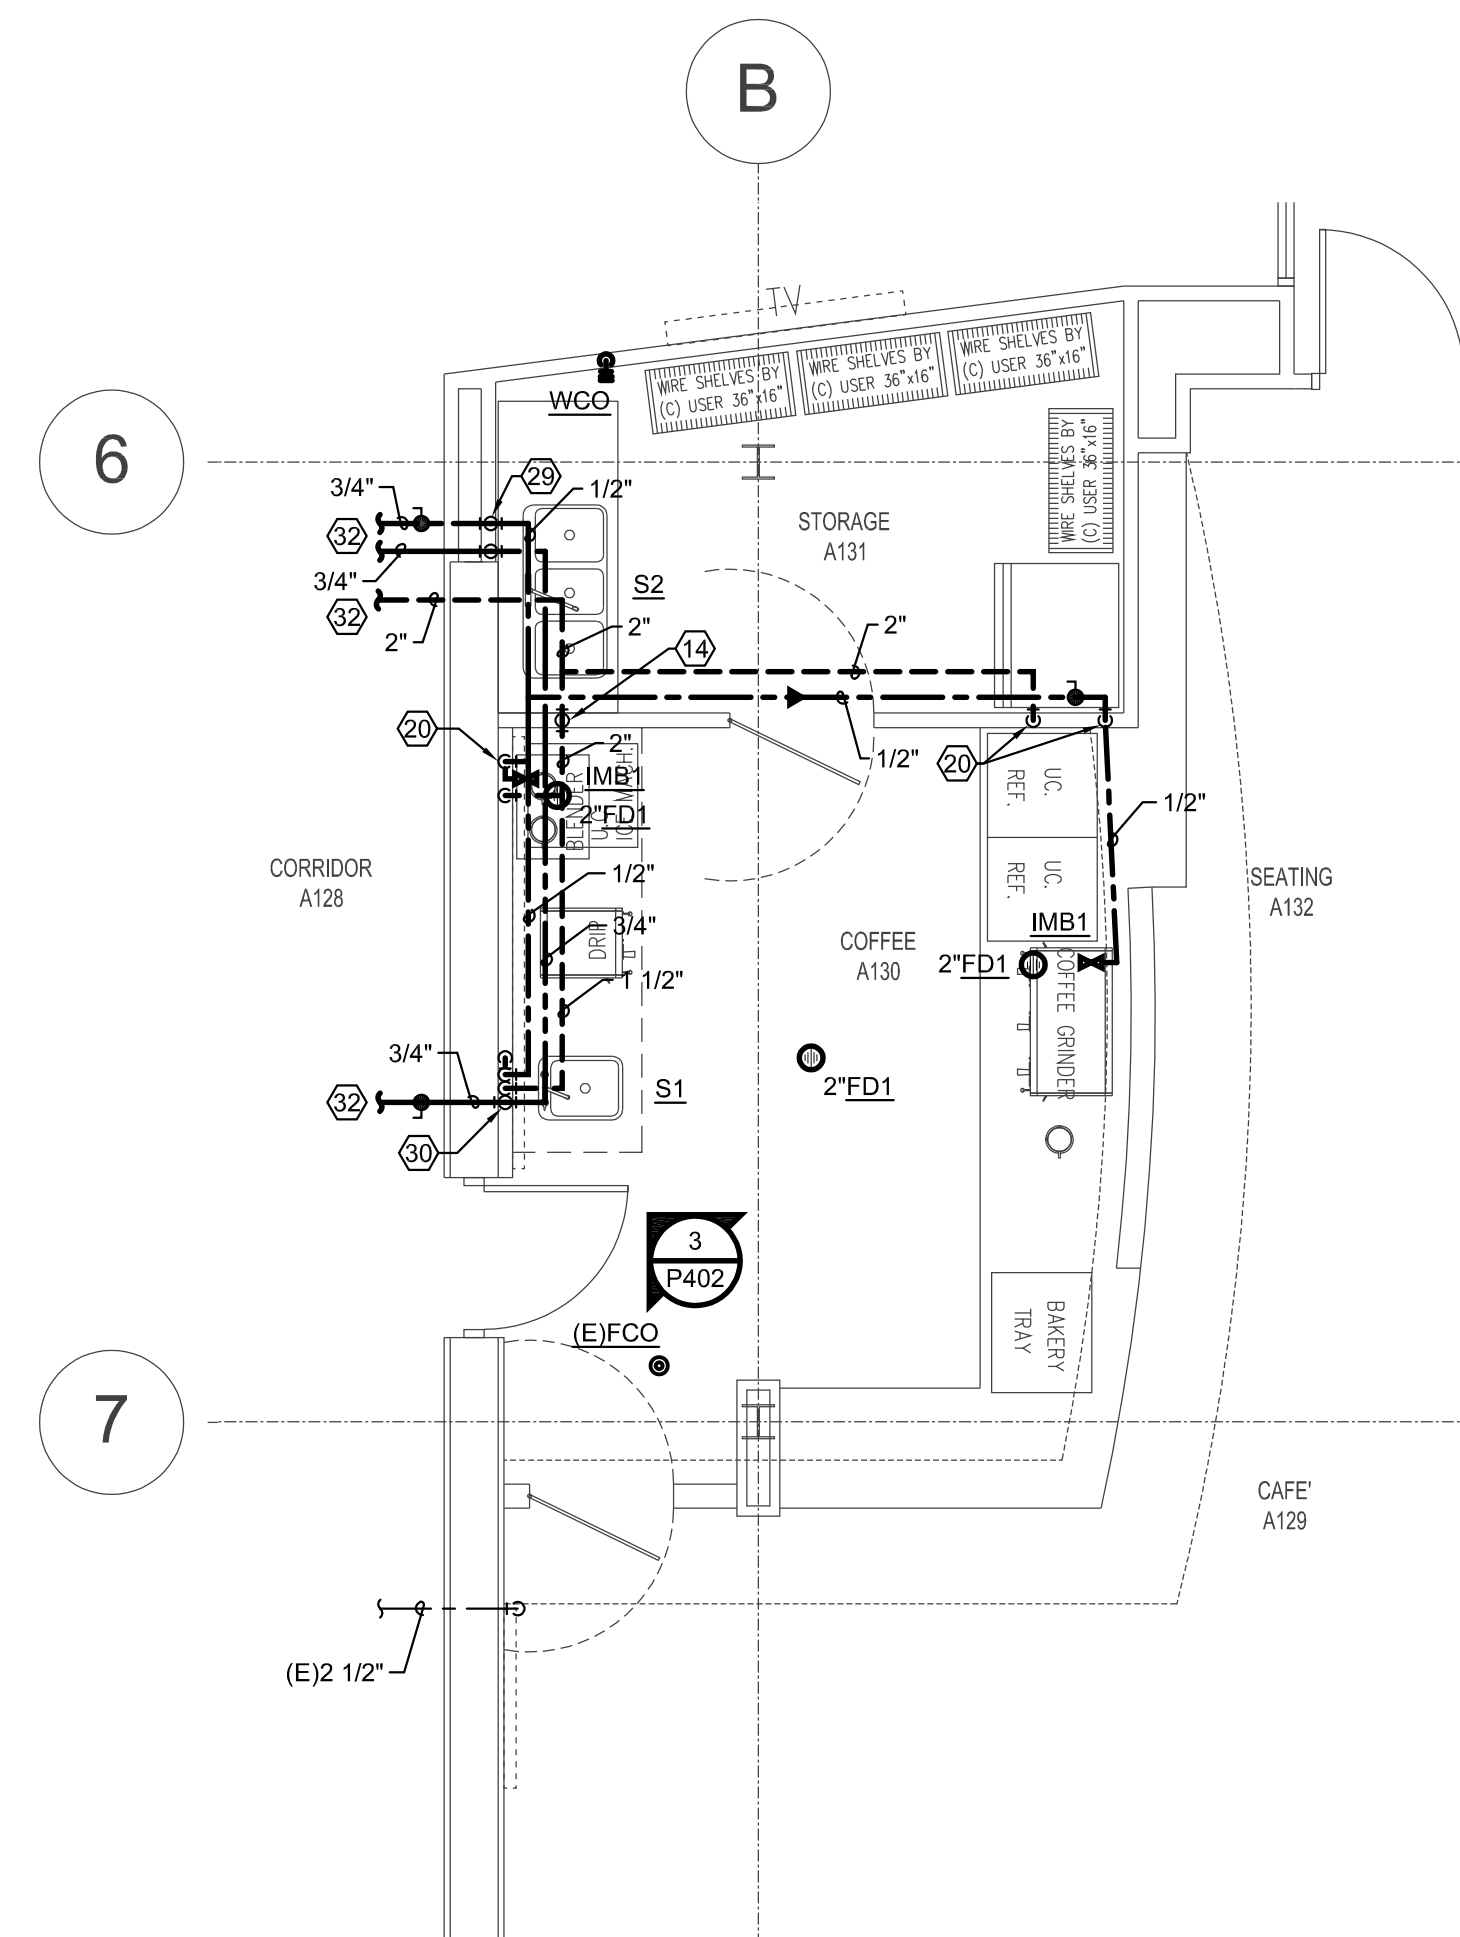 B
TV
WIRE SHELVES BY
(C) USER 36"x16"
WIRE SHELVES BY
(C) USER 36"x16"
WIRE SHELVES BY
(C) USER 36"x16"
WCO
6
WIRE SHELVES BY
(C) USER 36"x16"
29
3/4"
1/2"
32
STORAGE
A131
3/4"
S2
32
2"
2"
2"
14
20
2"
1/2"
20
IMB1
2"FD1
BLENDER
U.C.
ICE MACH.
UC.
REF.
1/2"
CORRIDOR
A128
1/2"
UC.
REF.
SEATING
A132
3/4"
DRIP
IMB1
COFFEE
A130
2"FD1
1 1/2"
COFFEE GRINDER
3/4"
2"FD1
S1
32
30
3
P402
(E)FCO
BAKERY
TRAY
7
CAFE'
A129
(E)2 1/2"